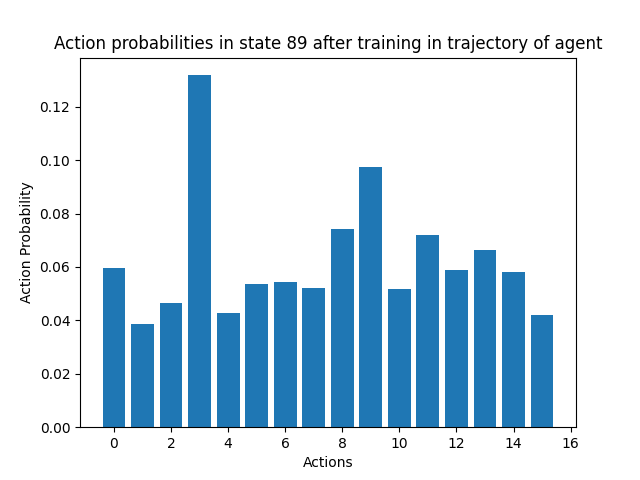 Action probabilities in state 89 after training in trajectory of agent
0.12
0.10
0.08
0.06
0.04
0.02
0.00
Action Probability
0 2 4 6 8 10 12 14 16
Actions